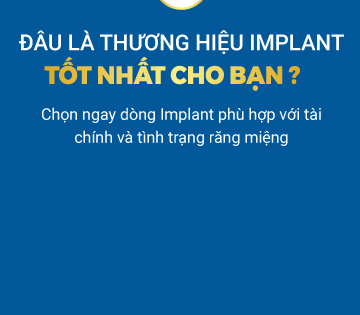 ĐÂU LÀ THƯƠNG HIỆU IMPLANT
TỐT NHẤT CHO BẠN ?
Chọn ngay dòng Implant phù hợp với tài
chính và tình trạng răng miệng